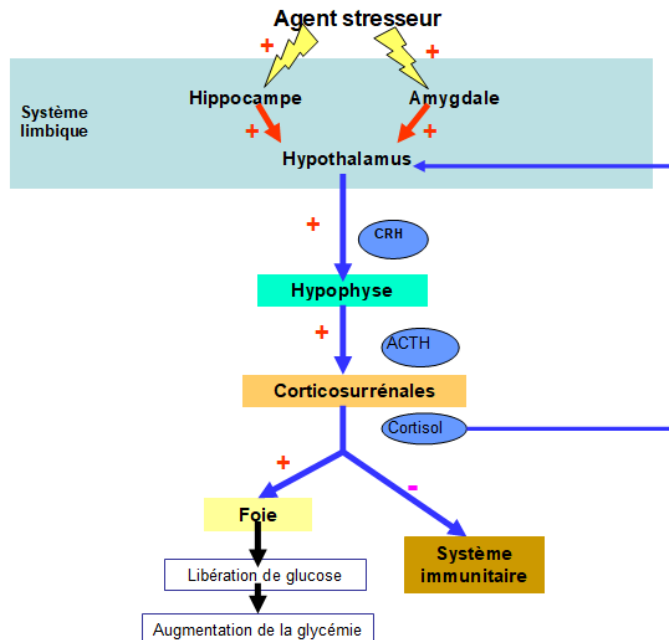 Agent stresseur
+
+
Hippocampe
Amygdale
Système
limbique
+
+
Hypothalamus
+
CRH
Hypophyse
+
ACTH
Corticosurrénales
Cortisol
+
-
Foie
Système
immunitaire
Libération de glucose
Augmentation de la glycémie